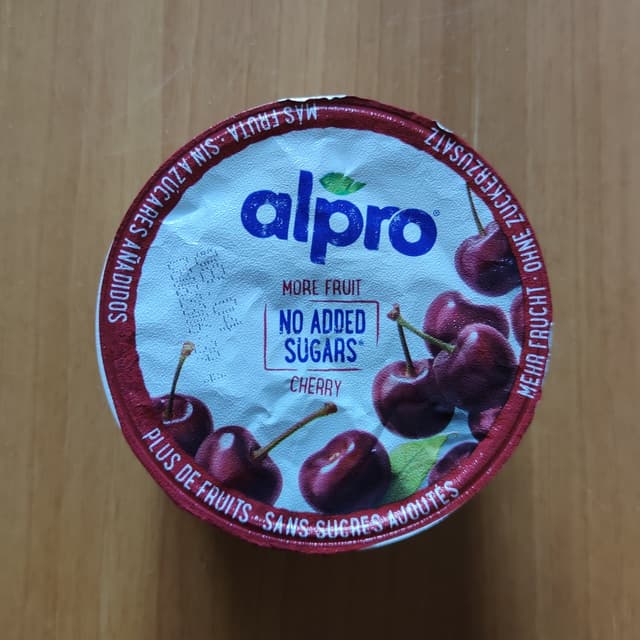 alpro®
MORE FRUIT
NO ADDED
SUGARS*
CHERRY
MÁS FRUTA · SIN AZÚCARES AÑADIDOS
MEHR FRUCHT OHNE ZUCKERZUSATZ
PLUS DE FRUITS · SANS SUCRES AJOUTÉS